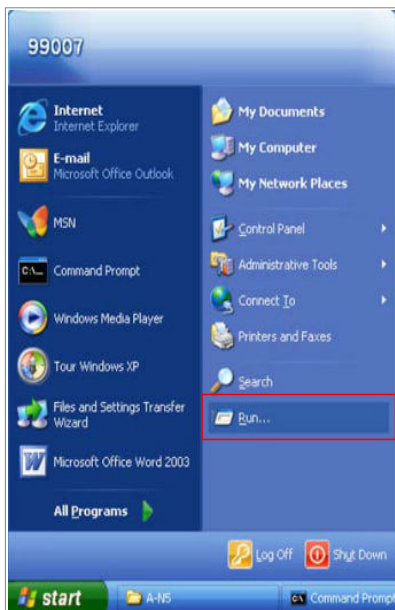 99007
Internet
Internet Explorer
E-mail
Microsoft Office Outlook
MSN
C:\_
Command Prompt
Windows Media Player
Tour Windows XP
Files and Settings Transfer
Wizard
Microsoft Office Word 2003
All Programs
My Documents
My Computer
My Network Places
Control Panel
Administrative Tools
Connect To
Printers and Faxes
Search
Run...
Log Off
Shut Down
start
A-N5
Command Prompt